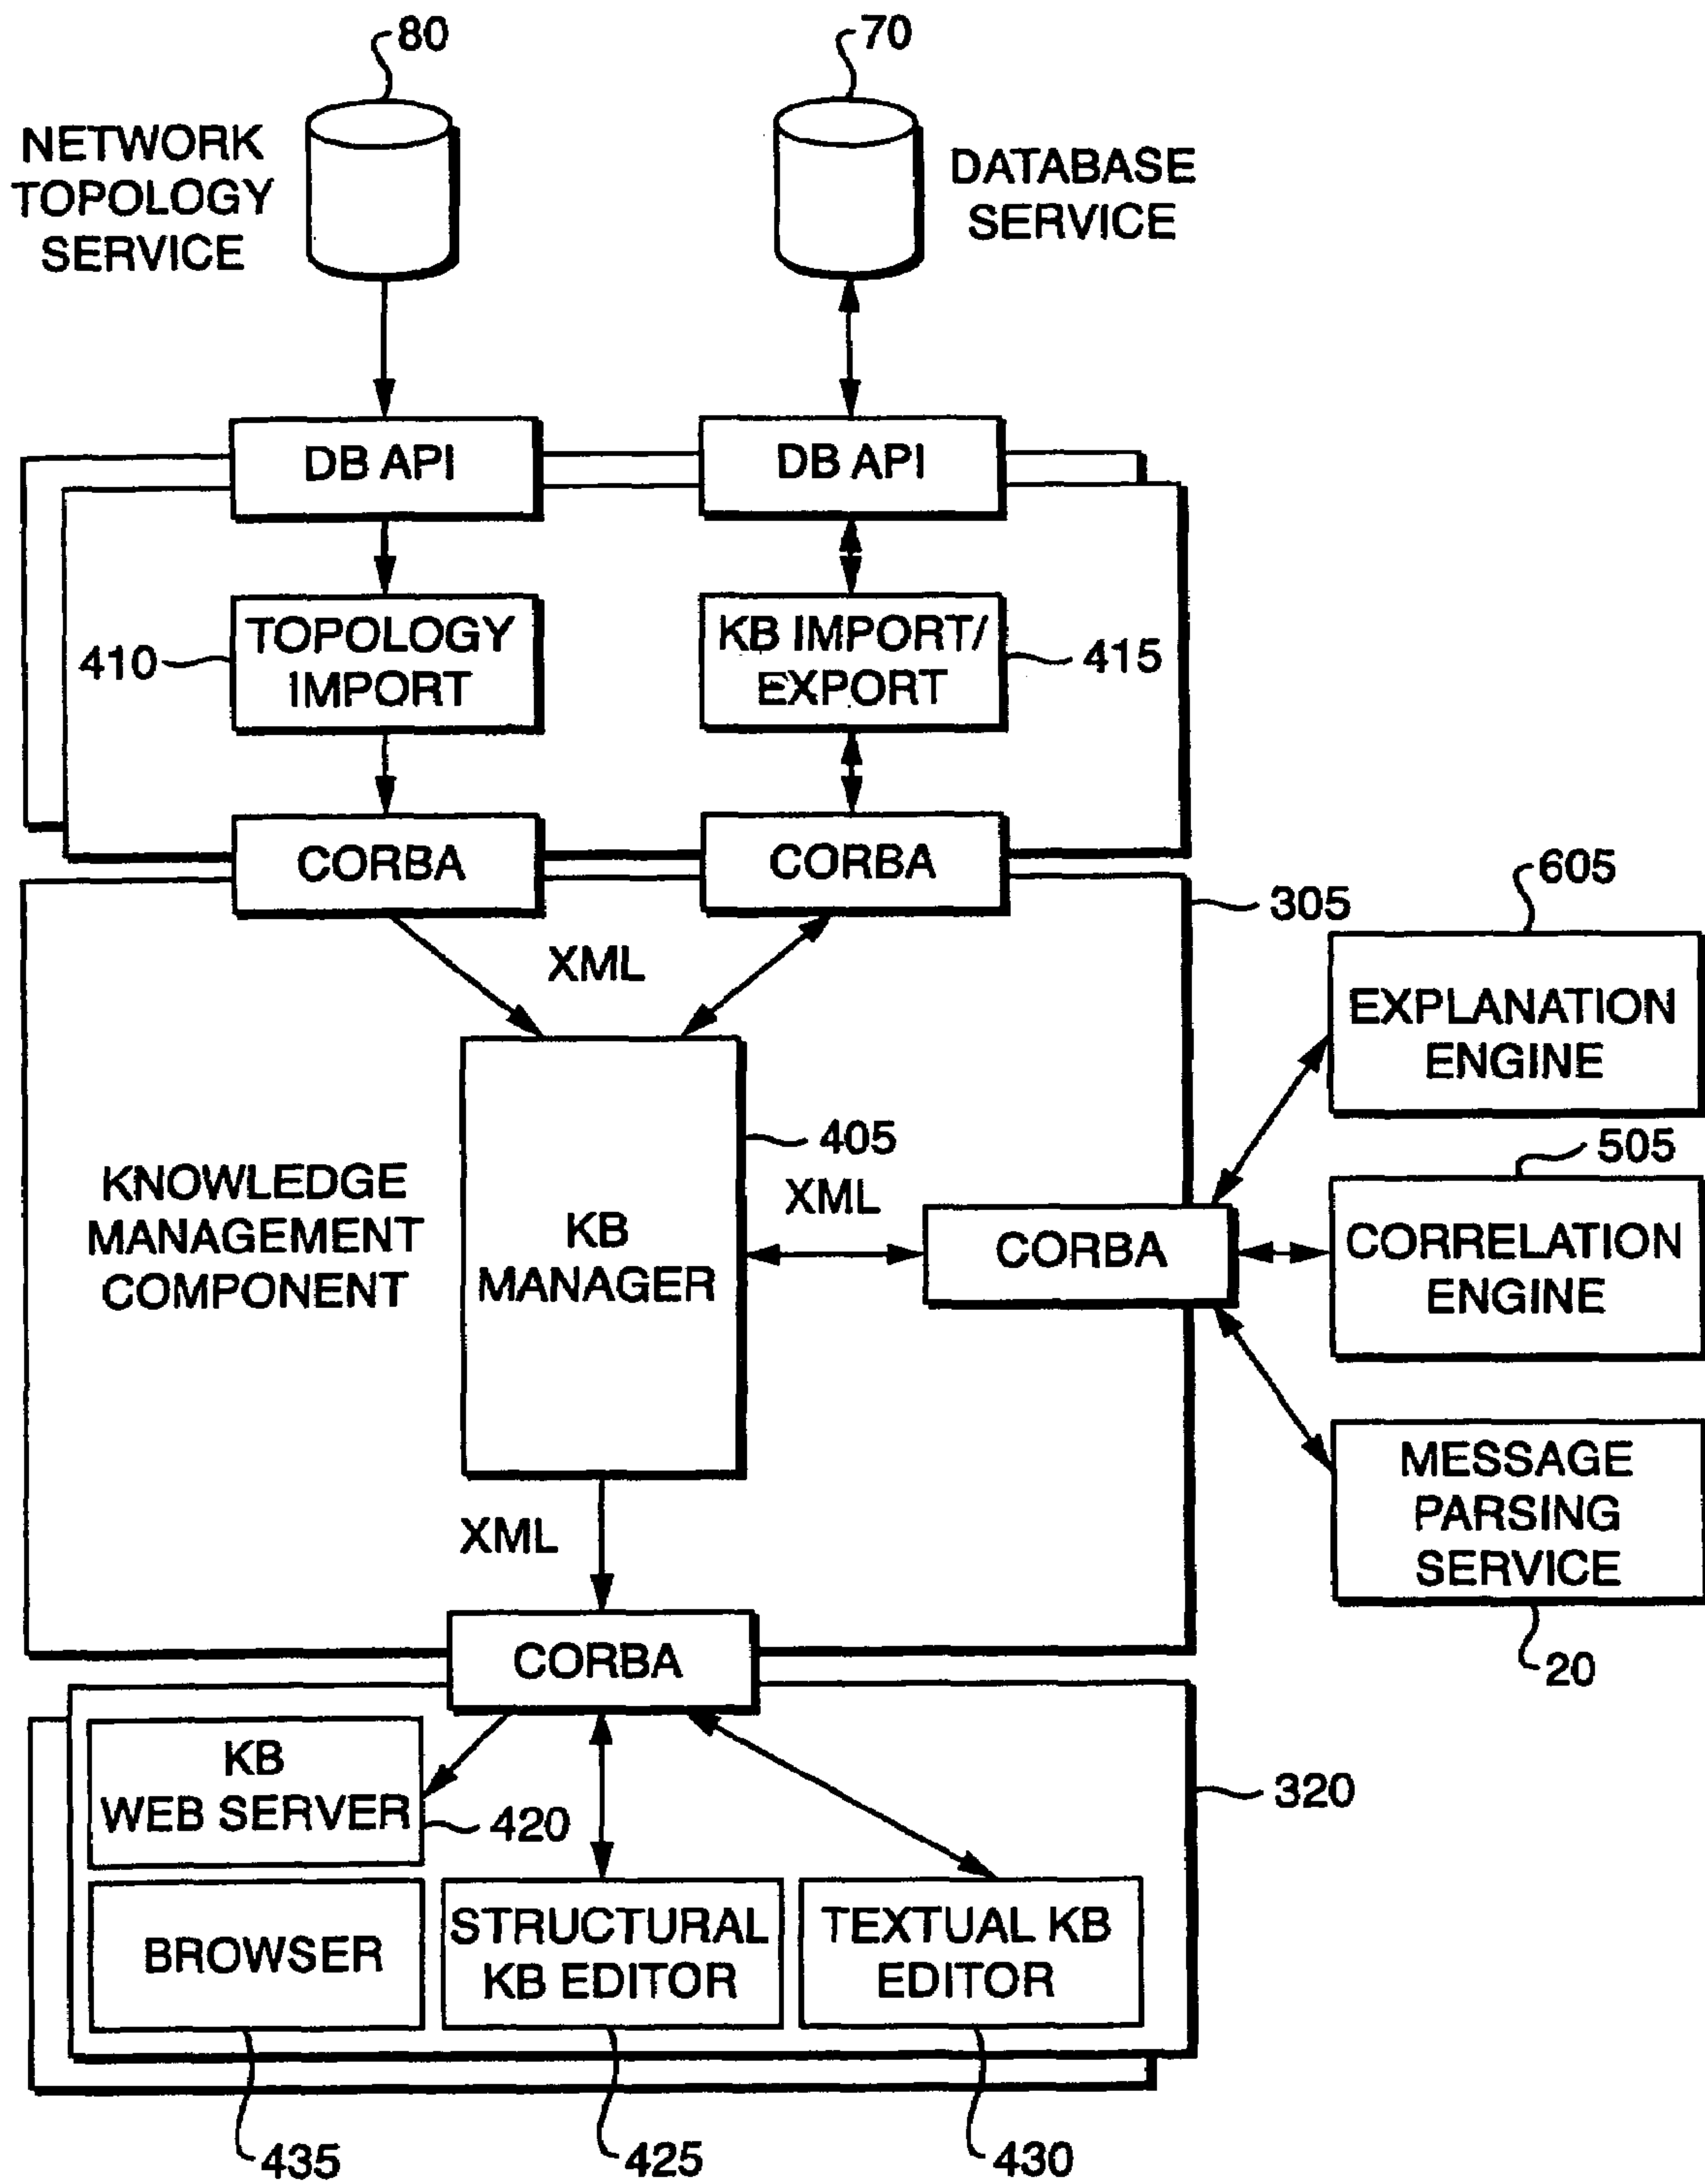 80
70
NETWORK
TOPOLOGY
SERVICE
DATABASE
SERVICE
DB API
DB API
410
TOPOLOGY
IMPORT
KB IMPORT/
EXPORT
415
CORBA
CORBA
305
605
XML
EXPLANATION
ENGINE
405
505
KNOWLEDGE
MANAGEMENT
COMPONENT
KB
MANAGER
XML
CORBA
CORRELATION
ENGINE
MESSAGE
PARSING
SERVICE
XML
20
CORBA
KB
WEB SERVER
420
320
BROWSER
STRUCTURAL
KB EDITOR
TEXTUAL KB
EDITOR
435
425
430